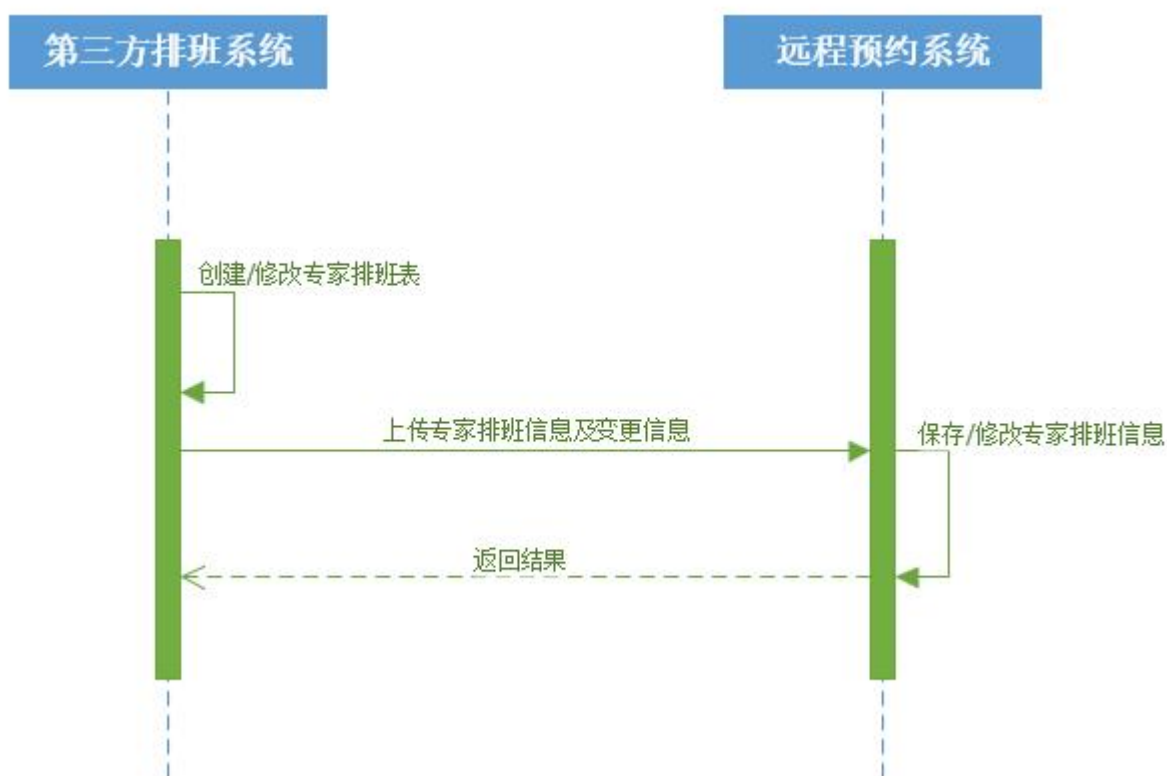 第三方排班系统
远程预约系统
创建/修改专家排班表
上传专家排班信息及变更信息
保存/修改专家排班信息
返回结果